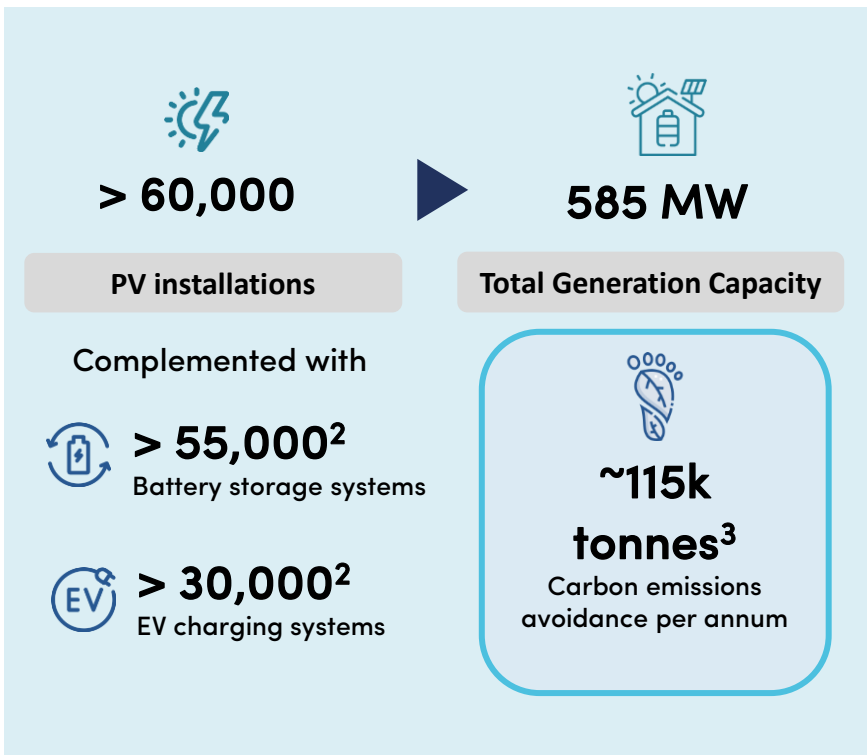 > 60,000
PV installations
585 MW
Total Generation Capacity
Complemented with
> 55,000²
Battery storage systems
EV
> 30,000²
EV charging systems
~115k
tonnes³
Carbon emissions
avoidance per annum